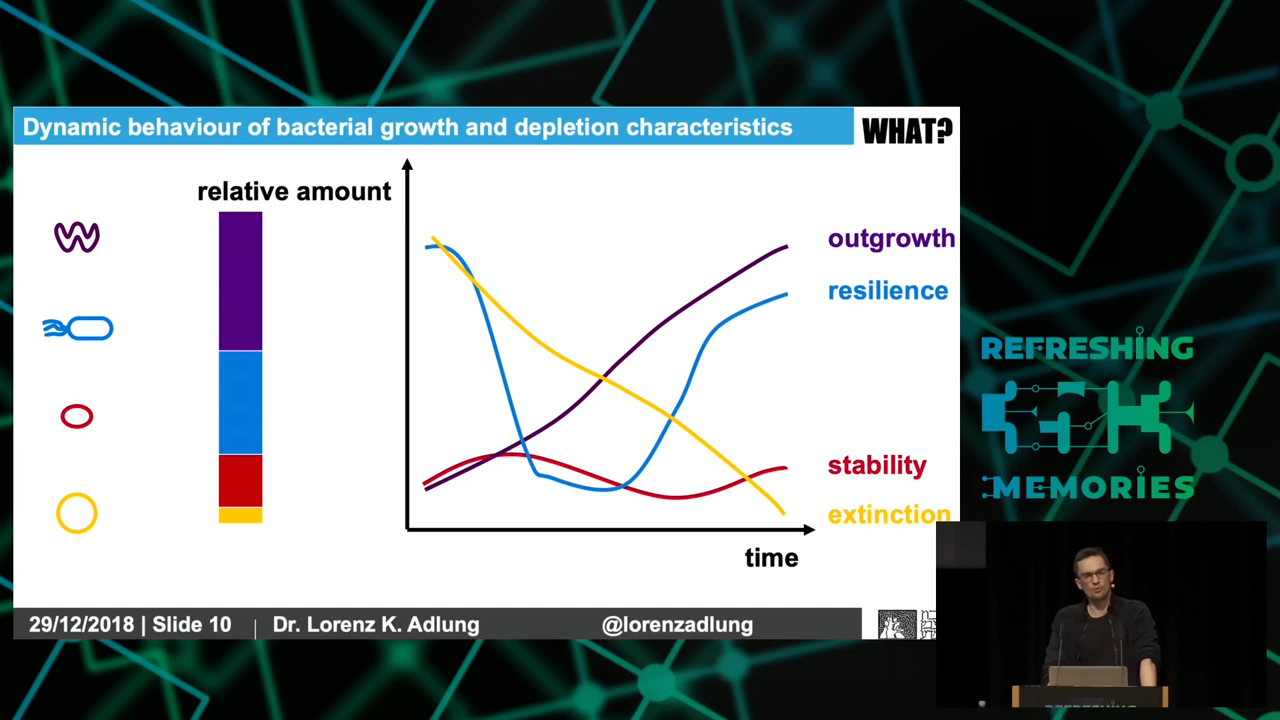 Dynamic behaviour of bacterial growth and depletion characteristics
WHAT?
relative amount
outgrowth
resilience
stability
extinction
time
29/12/2018 | Slide 10 | Dr. Lorenz K. Adlung @lorenzadlung
REFRESHING
MEMORIES
REFRESHING